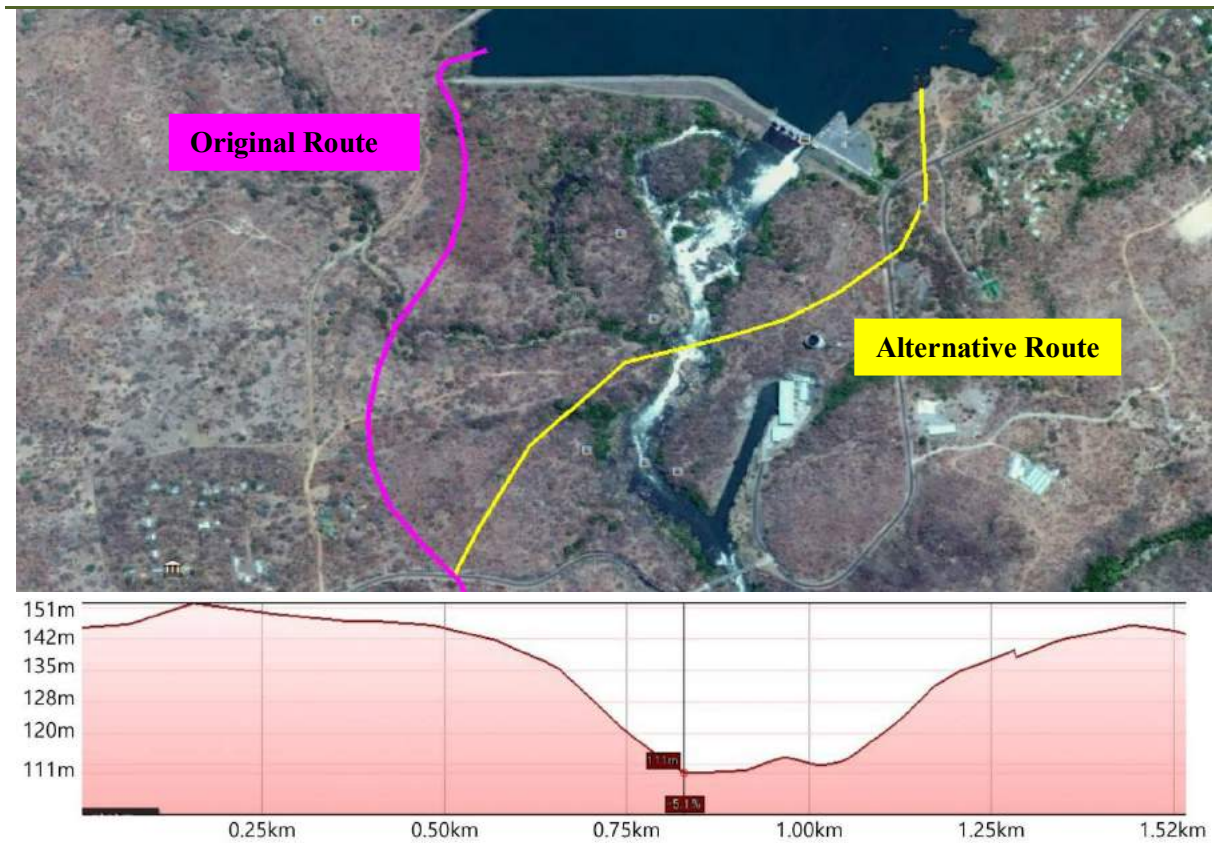 Original Route
Alternative Route
151m
142m
135m
128m
120m
111m
111m
-5.1%
0.25km
0.50km
0.75km
1.00km
1.25km
1.52km